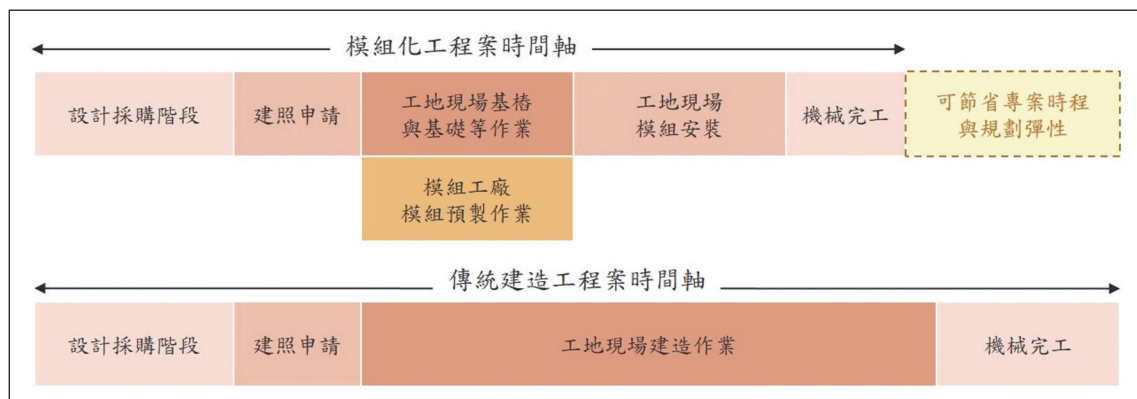 模組化工程案時間軸
設計採購階段
建照申請
工地現場基樁
與基礎等作業
工地現場
模組安裝
機械完工
可節省專案時程
與規劃彈性
模組工廠
模組預製作業
傳統建造工程案時間軸
設計採購階段
建照申請
工地現場建造作業
機械完工